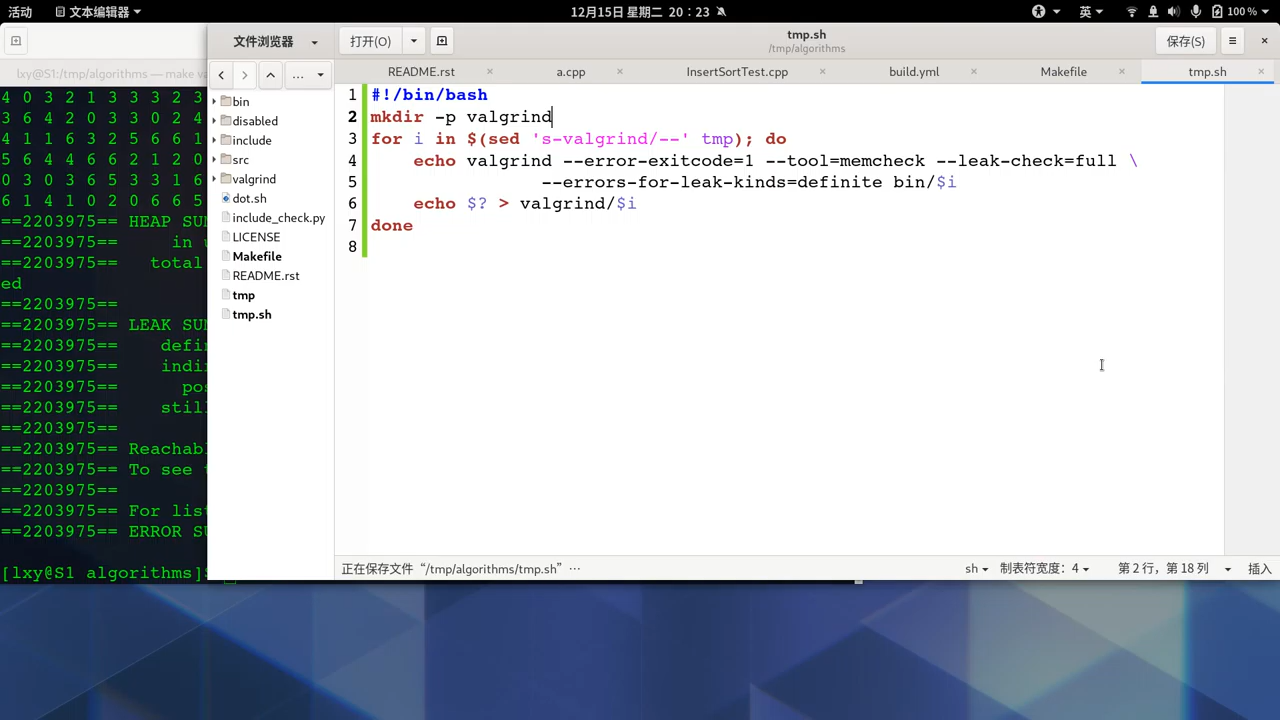 活动 文本编辑器 12月15日 星期二 20：23 英 100 %
lxy@S1:/tmp/algorithms — make va
文件浏览器 打开(O) tmp.sh 保存(S)
/tmp/algorithms
README.rst a.cpp InsertSortTest.cpp build.yml Makefile tmp.sh
4 0 3 2 1 3 3 3 2 3
3 6 4 2 0 3 3 0 2 4
4 1 1 6 3 2 5 6 6 1
5 6 4 4 6 6 2 1 2 0
0 3 0 3 6 5 3 3 1 6
6 1 4 1 0 2 0 6 6 5
==2203975== HEAP SUM
==2203975== in u
==2203975== total
ed
==2203975==
==2203975== LEAK SUM
==2203975== defi
==2203975== indi
==2203975== pos
==2203975== still
==2203975==
==2203975== Reachabl
==2203975== To see t
==2203975==
==2203975== For list
==2203975== ERROR SU
[lxy@S1 algorithms]$
...
bin
disabled
include
src
valgrind
dot.sh
include_check.py
LICENSE
Makefile
README.rst
tmp
tmp.sh
1 #!/bin/bash
2 mkdir -p valgrind
3 for i in $(sed 's-valgrind/--' tmp); do
4     echo valgrind --error-exitcode=1 --tool=memcheck --leak-check=full \
5                 --errors-for-leak-kinds=definite bin/$i
6     echo $? > valgrind/$i
7 done
8
正在保存文件“/tmp/algorithms/tmp.sh”… sh 制表符宽度：4 第 2 行，第 18 列 插入